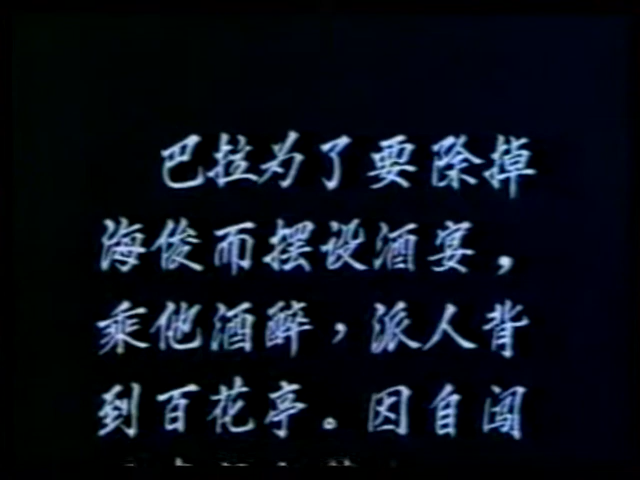 巴拉为了要除掉
海俊而摆设酒宴，
乘他酒醉，派人背
到百花亭。因自闯